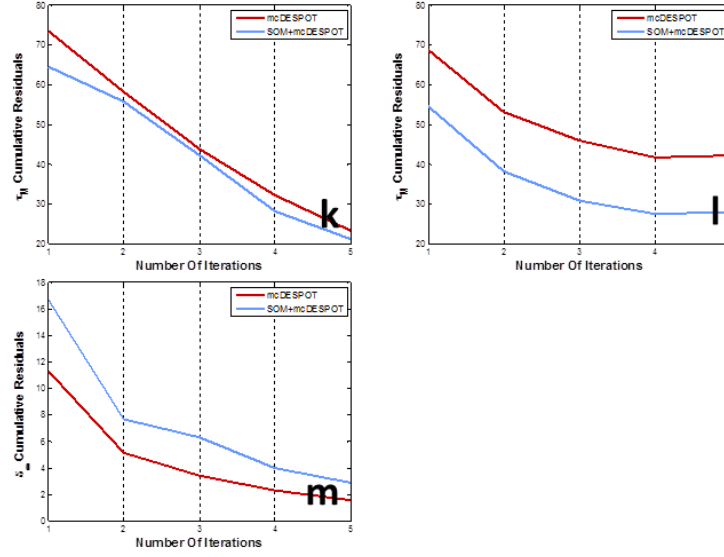 80
70
60
50
40
30
20
1
2
3
4
5
τM Cumulative Residuals
Number Of Iterations
mcDESPOT
SOM+mcDESPOT
k
80
70
60
50
40
30
20
1
2
3
4
τM Cumulative Residuals
Number Of Iterations
mcDESPOT
SOM+mcDESPOT
l
18
16
14
12
10
8
6
4
2
0
1
2
3
4
5
Cumulative Residuals
Number Of Iterations
mcDESPOT
SOM+mcDESPOT
m